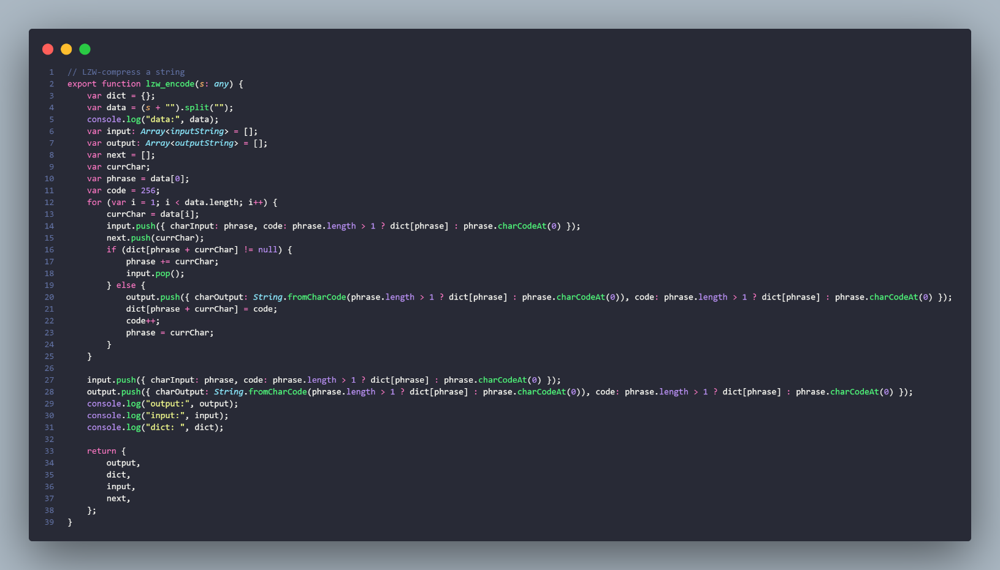 1 // LZW-compress a string
2 export function lzw_encode(s: any) {
3     var dict = {};
4     var data = (s + "").split("");
5     console.log("data:", data);
6     var input: Array<inputString> = [];
7     var output: Array<outputString> = [];
8     var next = [];
9     var currChar;
10     var phrase = data[0];
11     var code = 256;
12     for (var i = 1; i < data.length; i++) {
13         currChar = data[i];
14         input.push({ charInput: phrase, code: phrase.length > 1 ? dict[phrase] : phrase.charCodeAt(0) });
15         next.push(currChar);
16         if (dict[phrase + currChar] != null) {
17             phrase += currChar;
18             input.pop();
19         } else {
20             output.push({ charOutput: String.fromCharCode(phrase.length > 1 ? dict[phrase] : phrase.charCodeAt(0)), code: phrase.length > 1 ? dict[phrase] : phrase.charCodeAt(0) });
21             dict[phrase + currChar] = code;
22             code++;
23             phrase = currChar;
24         }
25     }
26
27     input.push({ charInput: phrase, code: phrase.length > 1 ? dict[phrase] : phrase.charCodeAt(0) });
28     output.push({ charOutput: String.fromCharCode(phrase.length > 1 ? dict[phrase] : phrase.charCodeAt(0)), code: phrase.length > 1 ? dict[phrase] : phrase.charCodeAt(0) });
29     console.log("output:", output);
30     console.log("input:", input);
31     console.log("dict: ", dict);
32
33     return {
34         output,
35         dict,
36         input,
37         next,
38     };
39 }